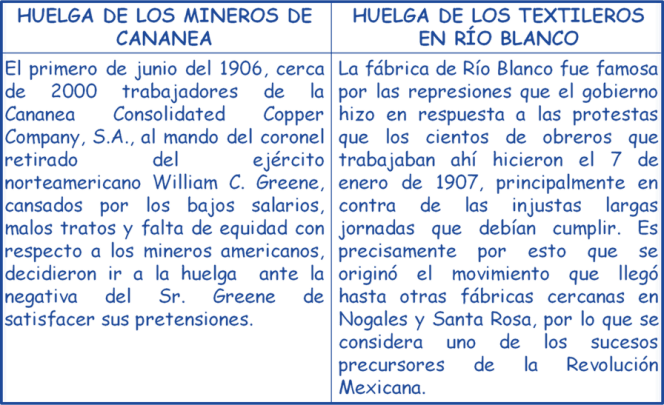 HUELGA DE LOS MINEROS DE
CANANEA
El primero de junio del 1906, cerca
de 2000 trabajadores de la
Cananea Consolidated Copper
Company, S.A., al mando del coronel
retirado del ejército
norteamericano William C. Greene,
cansados por los bajos salarios,
malos tratos y falta de equidad con
respecto a los mineros americanos,
decidieron ir a la huelga ante la
negativa del Sr. Greene de
satisfacer sus pretensiones.
HUELGA DE LOS TEXTILEROS
EN RÍO BLANCO
La fábrica de Río Blanco fue famosa
por las represiones que el gobierno
hizo en respuesta a las protestas
que los cientos de obreros que
trabajaban ahí hicieron el 7 de
enero de 1907, principalmente en
contra de las injustas largas
jornadas que debían cumplir. Es
precisamente por esto que se
originó el movimiento que llegó
hasta otras fábricas cercanas en
Nogales y Santa Rosa, por lo que se
considera uno de los sucesos
precursores de la Revolución
Mexicana.